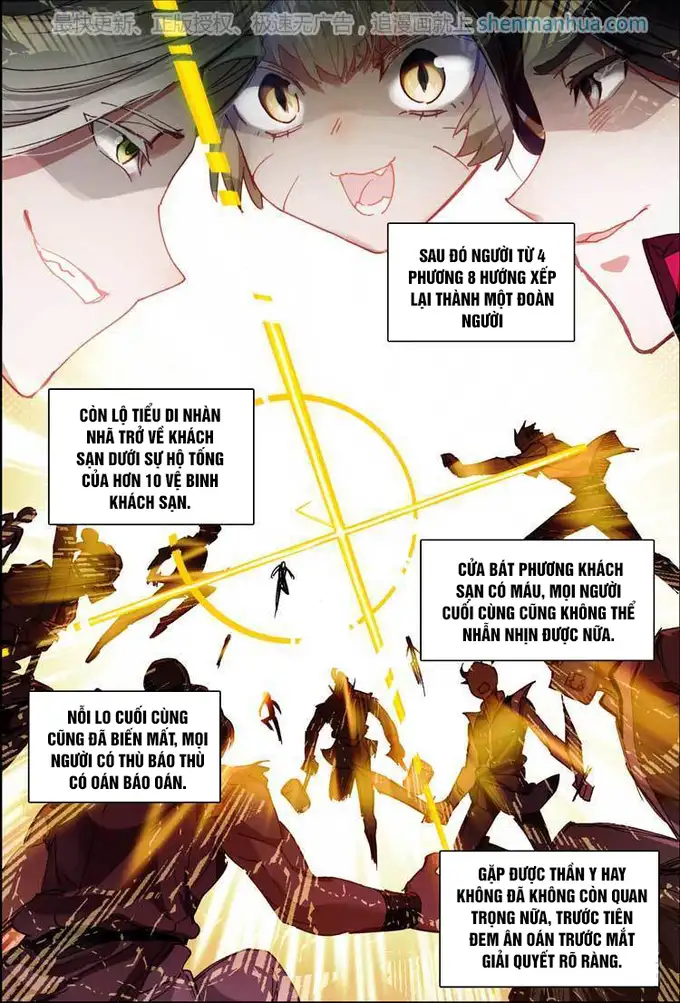 最快更新、正版授权、极速无广告，追漫画就上 shenmanhua.com
SAU ĐÓ NGƯỜI TỪ 4
PHƯƠNG 8 HƯỚNG XẾP
LẠI THÀNH MỘT ĐOÀN
NGƯỜI
CÒN LỘ TIỂU DI NHÀN
NHÃ TRỞ VỀ KHÁCH
SẠN DƯỚI SỰ HỘ TỐNG
CỦA HƠN 10 VỆ BINH
KHÁCH SẠN.
CỬA BÁT PHƯƠNG KHÁCH
SẠN CÓ MÁU, MỌI NGƯỜI
CUỐI CÙNG CŨNG KHÔNG THỂ
NHẪN NHỊN ĐƯỢC NỮA.
NỖI LO CUỐI CÙNG
CŨNG ĐÃ BIẾN MẤT, MỌI
NGƯỜI CÓ THÙ BÁO THÙ
CÓ OÁN BÁO OÁN.
GẶP ĐƯỢC THẦN Y HAY
KHÔNG ĐÃ KHÔNG CÒN QUAN
TRỌNG NỮA, TRƯỚC TIÊN
ĐEM ÂN OÁN TRƯỚC MẮT
GIẢI QUYẾT RÕ RÀNG.